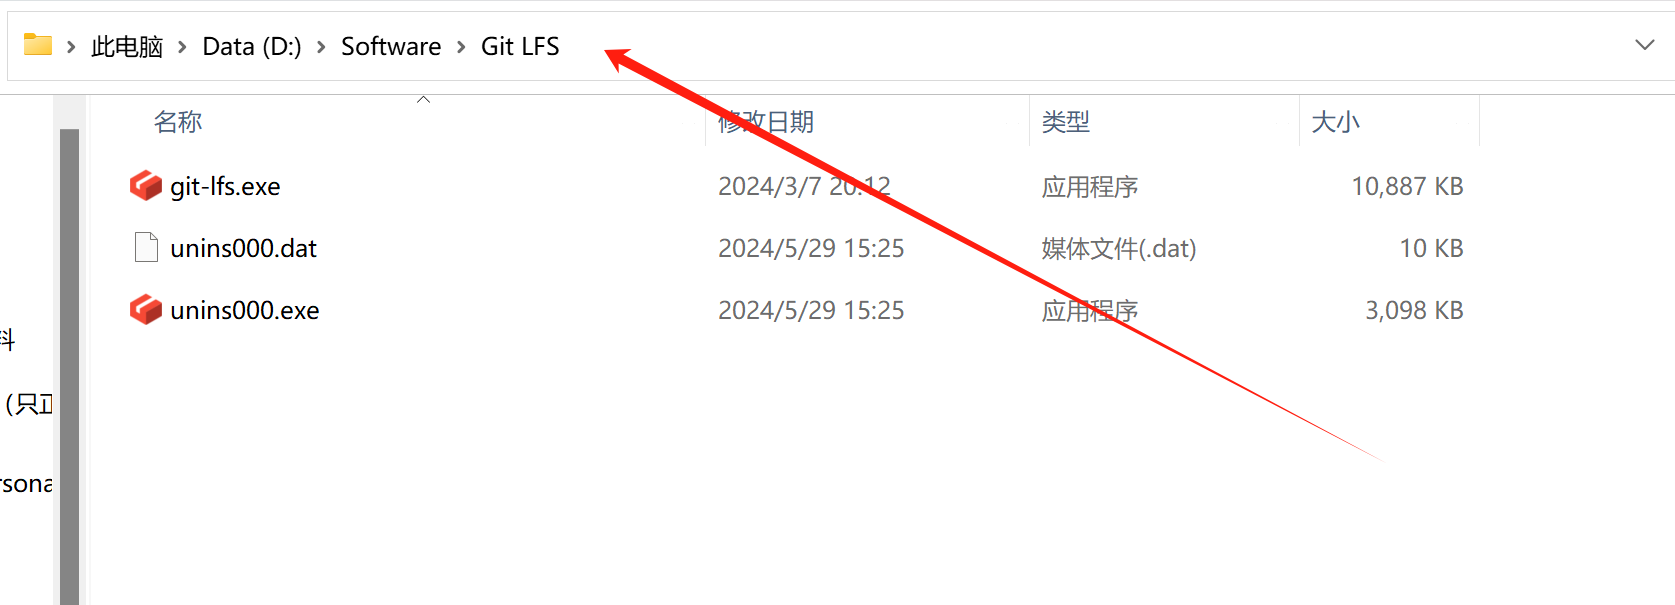 此电脑 > Data (D:) > Software > Git LFS
名称 修改日期 类型 大小
git-lfs.exe 2024/3/7 20:12 应用程序 10,887 KB
unins000.dat 2024/5/29 15:25 媒体文件(.dat) 10 KB
unins000.exe 2024/5/29 15:25 应用程序 3,098 KB
料
（只正
rsona